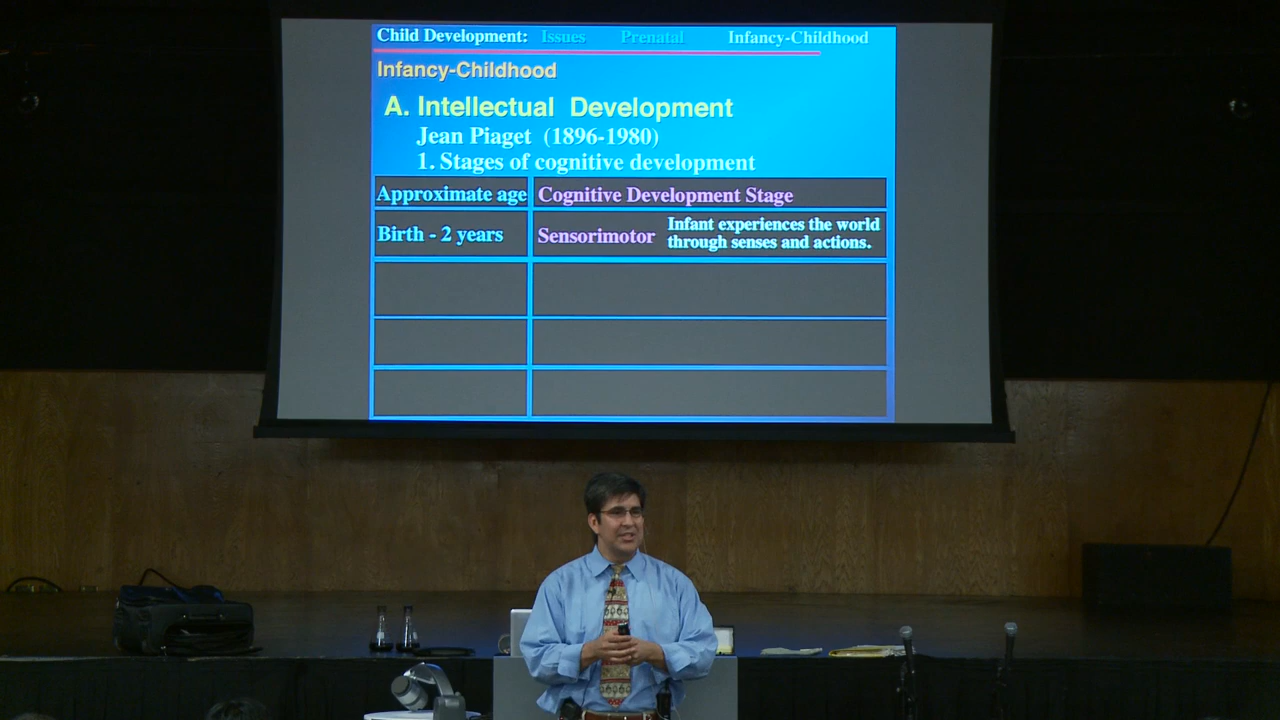 Child Development: Issues Prenatal Infancy-Childhood
Infancy-Childhood
A. Intellectual Development
Jean Piaget (1896-1980)
1. Stages of cognitive development
Approximate age Cognitive Development Stage
Birth - 2 years Sensorimotor Infant experiences the world
through senses and actions.